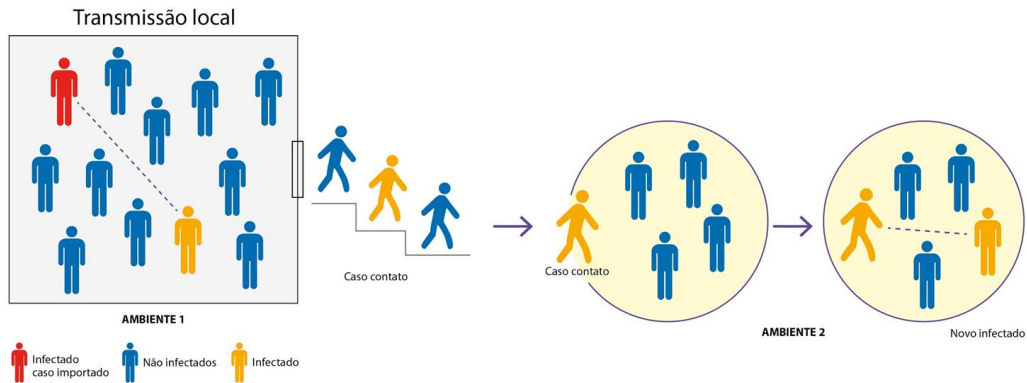 Transmissão local
Caso contato
AMBIENTE 1
Infectado
caso importado
Não infectados
Infectado
Caso contato
AMBIENTE 2
Novo infectado